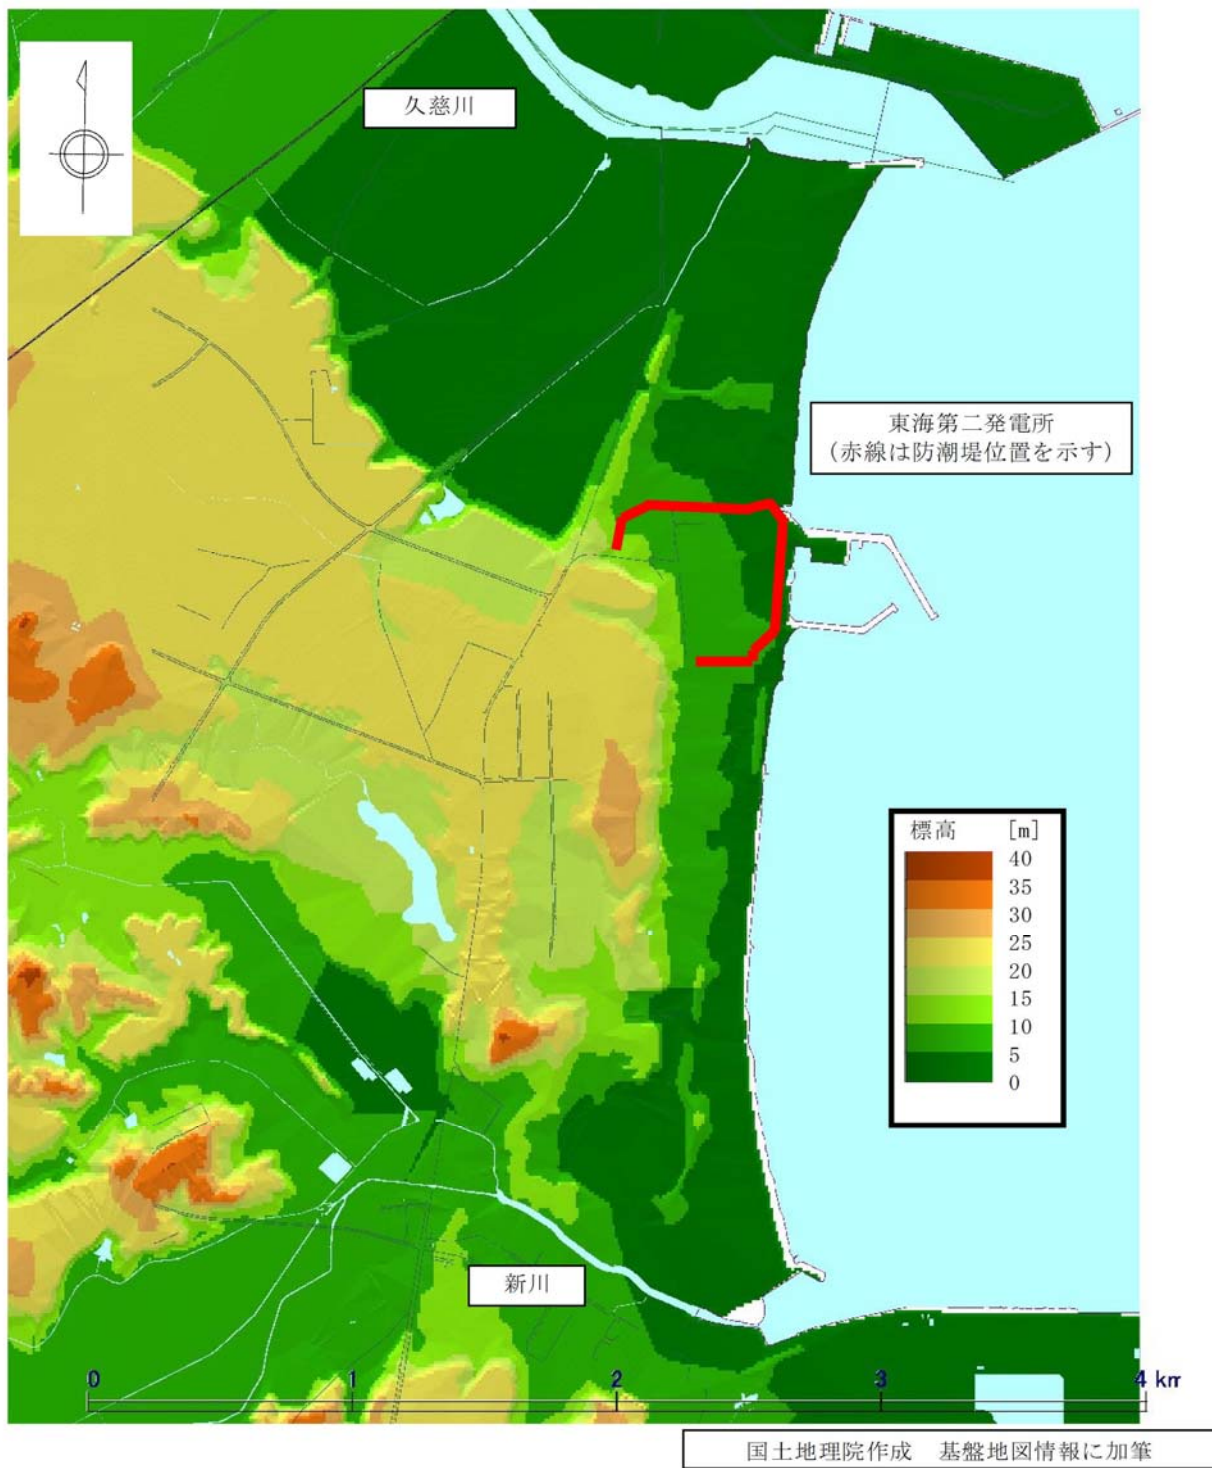 久慈川
東海第二発電所
(赤線は防潮堤位置を示す)
標高 [m]
40
35
30
25
20
15
10
5
0
新川
0 1 2 3 4 km
国土地理院作成 基盤地図情報に加筆